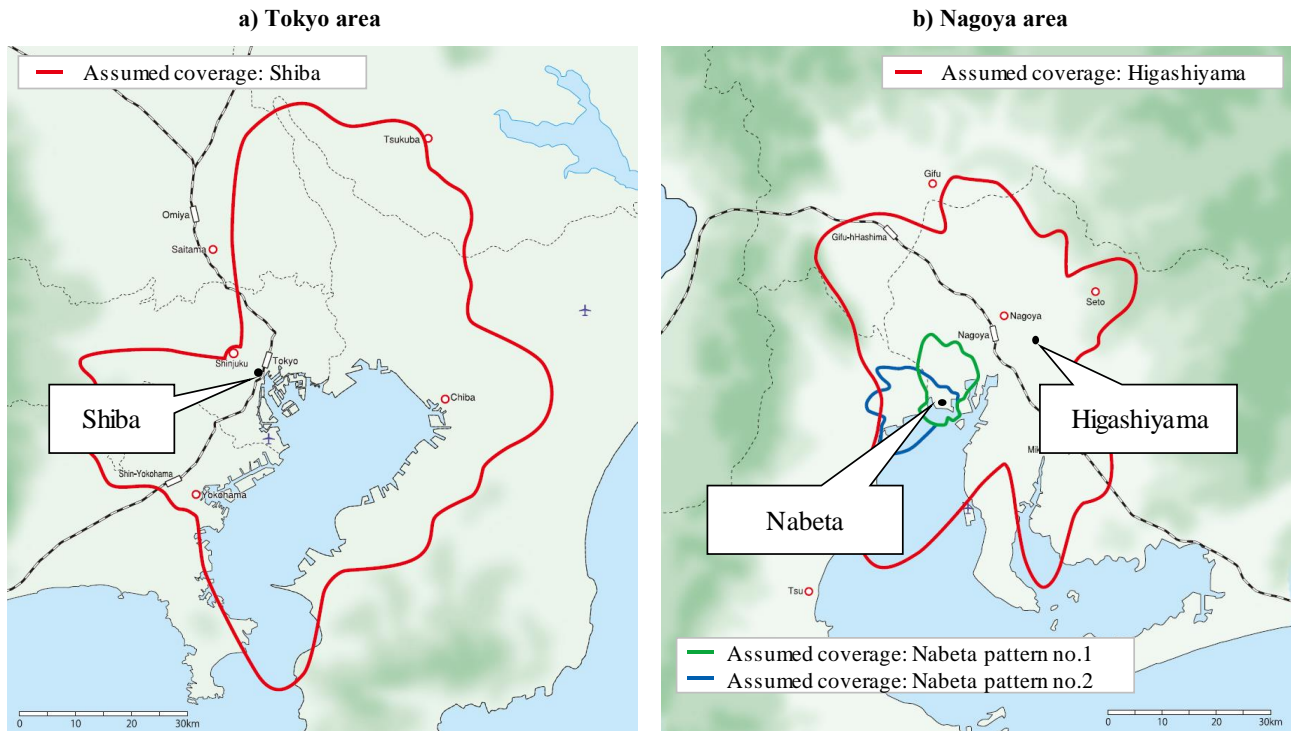 a) Tokyo area
Assumed coverage: Shiba
Tsukuba
Omiya
Saitama
Shinjuku
Tokyo
Shiba
Chiba
Shin-Yokohama
Yokohama
0 10 20 30km
b) Nagoya area
Assumed coverage: Higashiyama
Gifu
Gifu-hHashima
Seto
Nagoya
Nagoya
Higashiyama
Nabeta
Tsu
Assumed coverage: Nabeta pattern no.1
Assumed coverage: Nabeta pattern no.2
0 10 20 30km